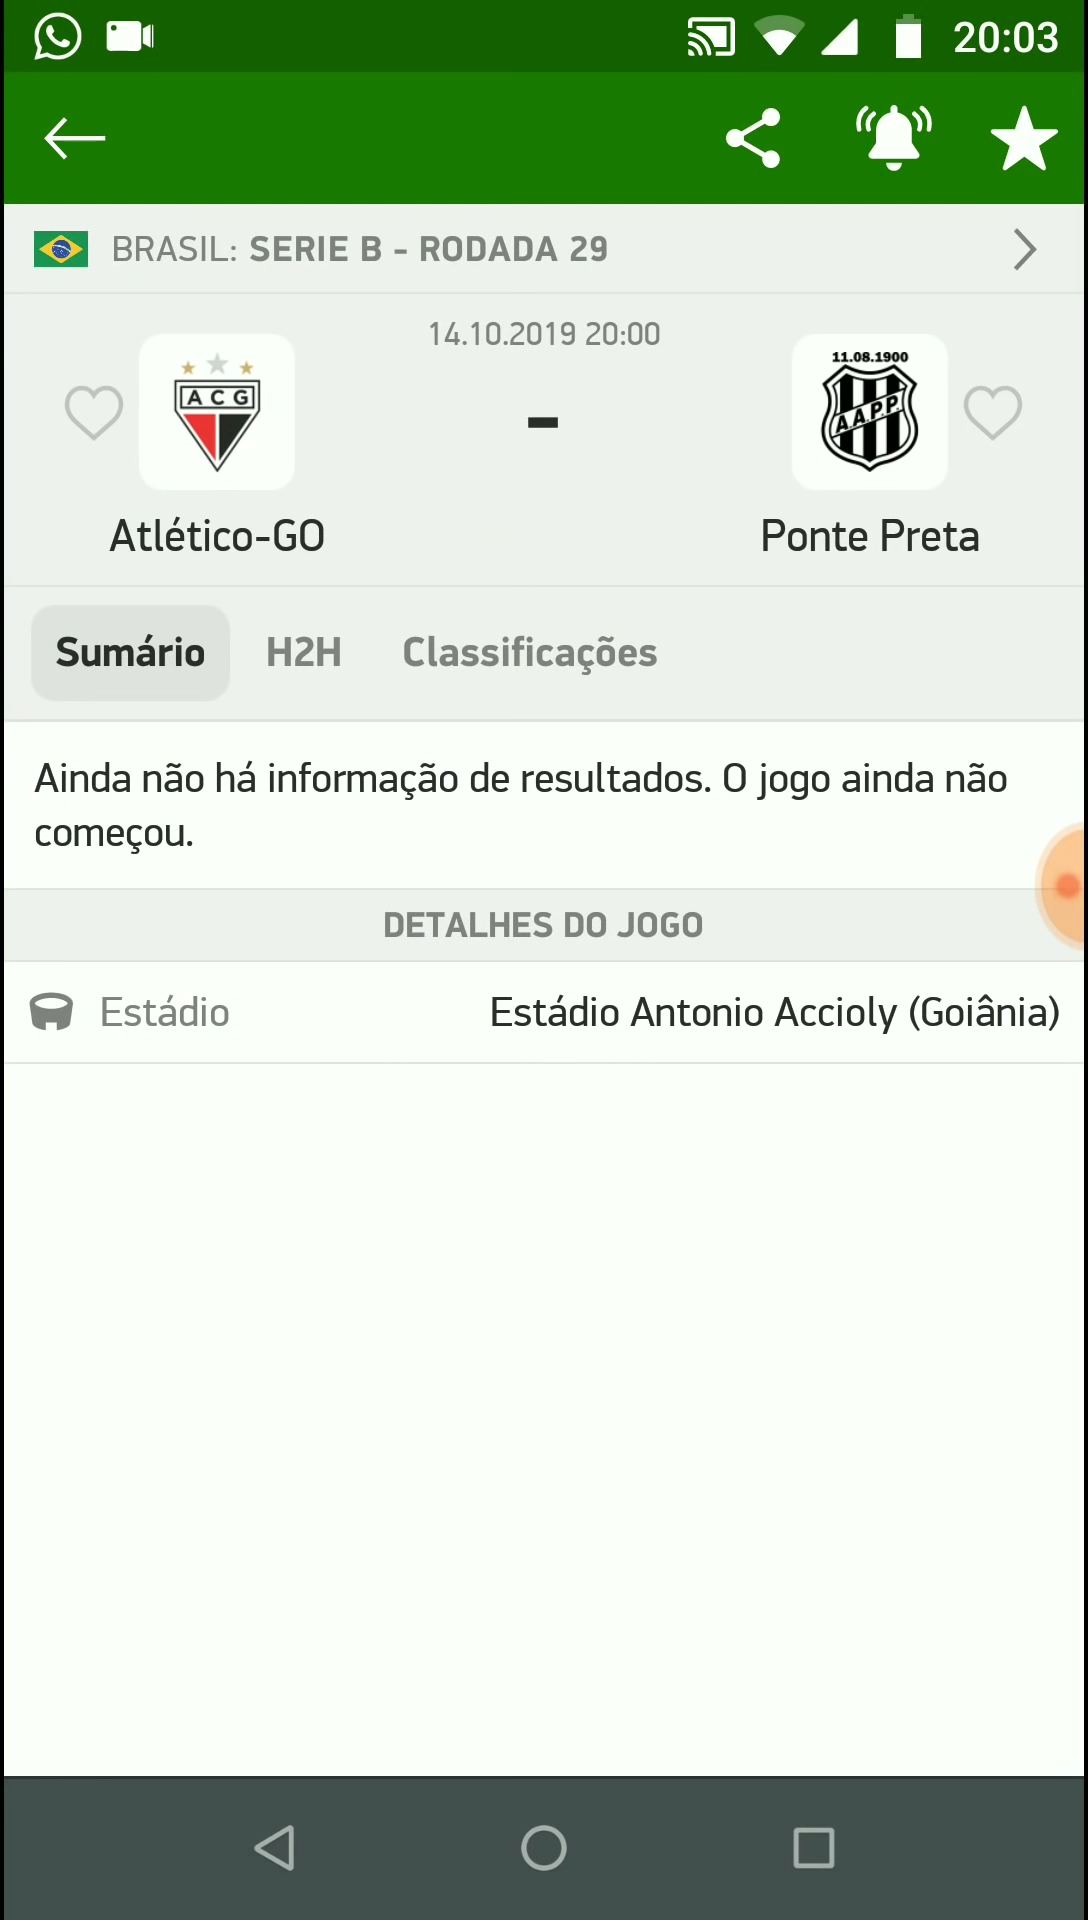 20:03
BRASIL: SERIE B - RODADA 29
14.10.2019 20:00
A C G
11.08.1900
A.A.P.P.
-
Atlético-GO
Ponte Preta
Sumário H2H Classificações
Ainda não há informação de resultados. O jogo ainda não
começou.
DETALHES DO JOGO
Estádio Estádio Antonio Accioly (Goiânia)